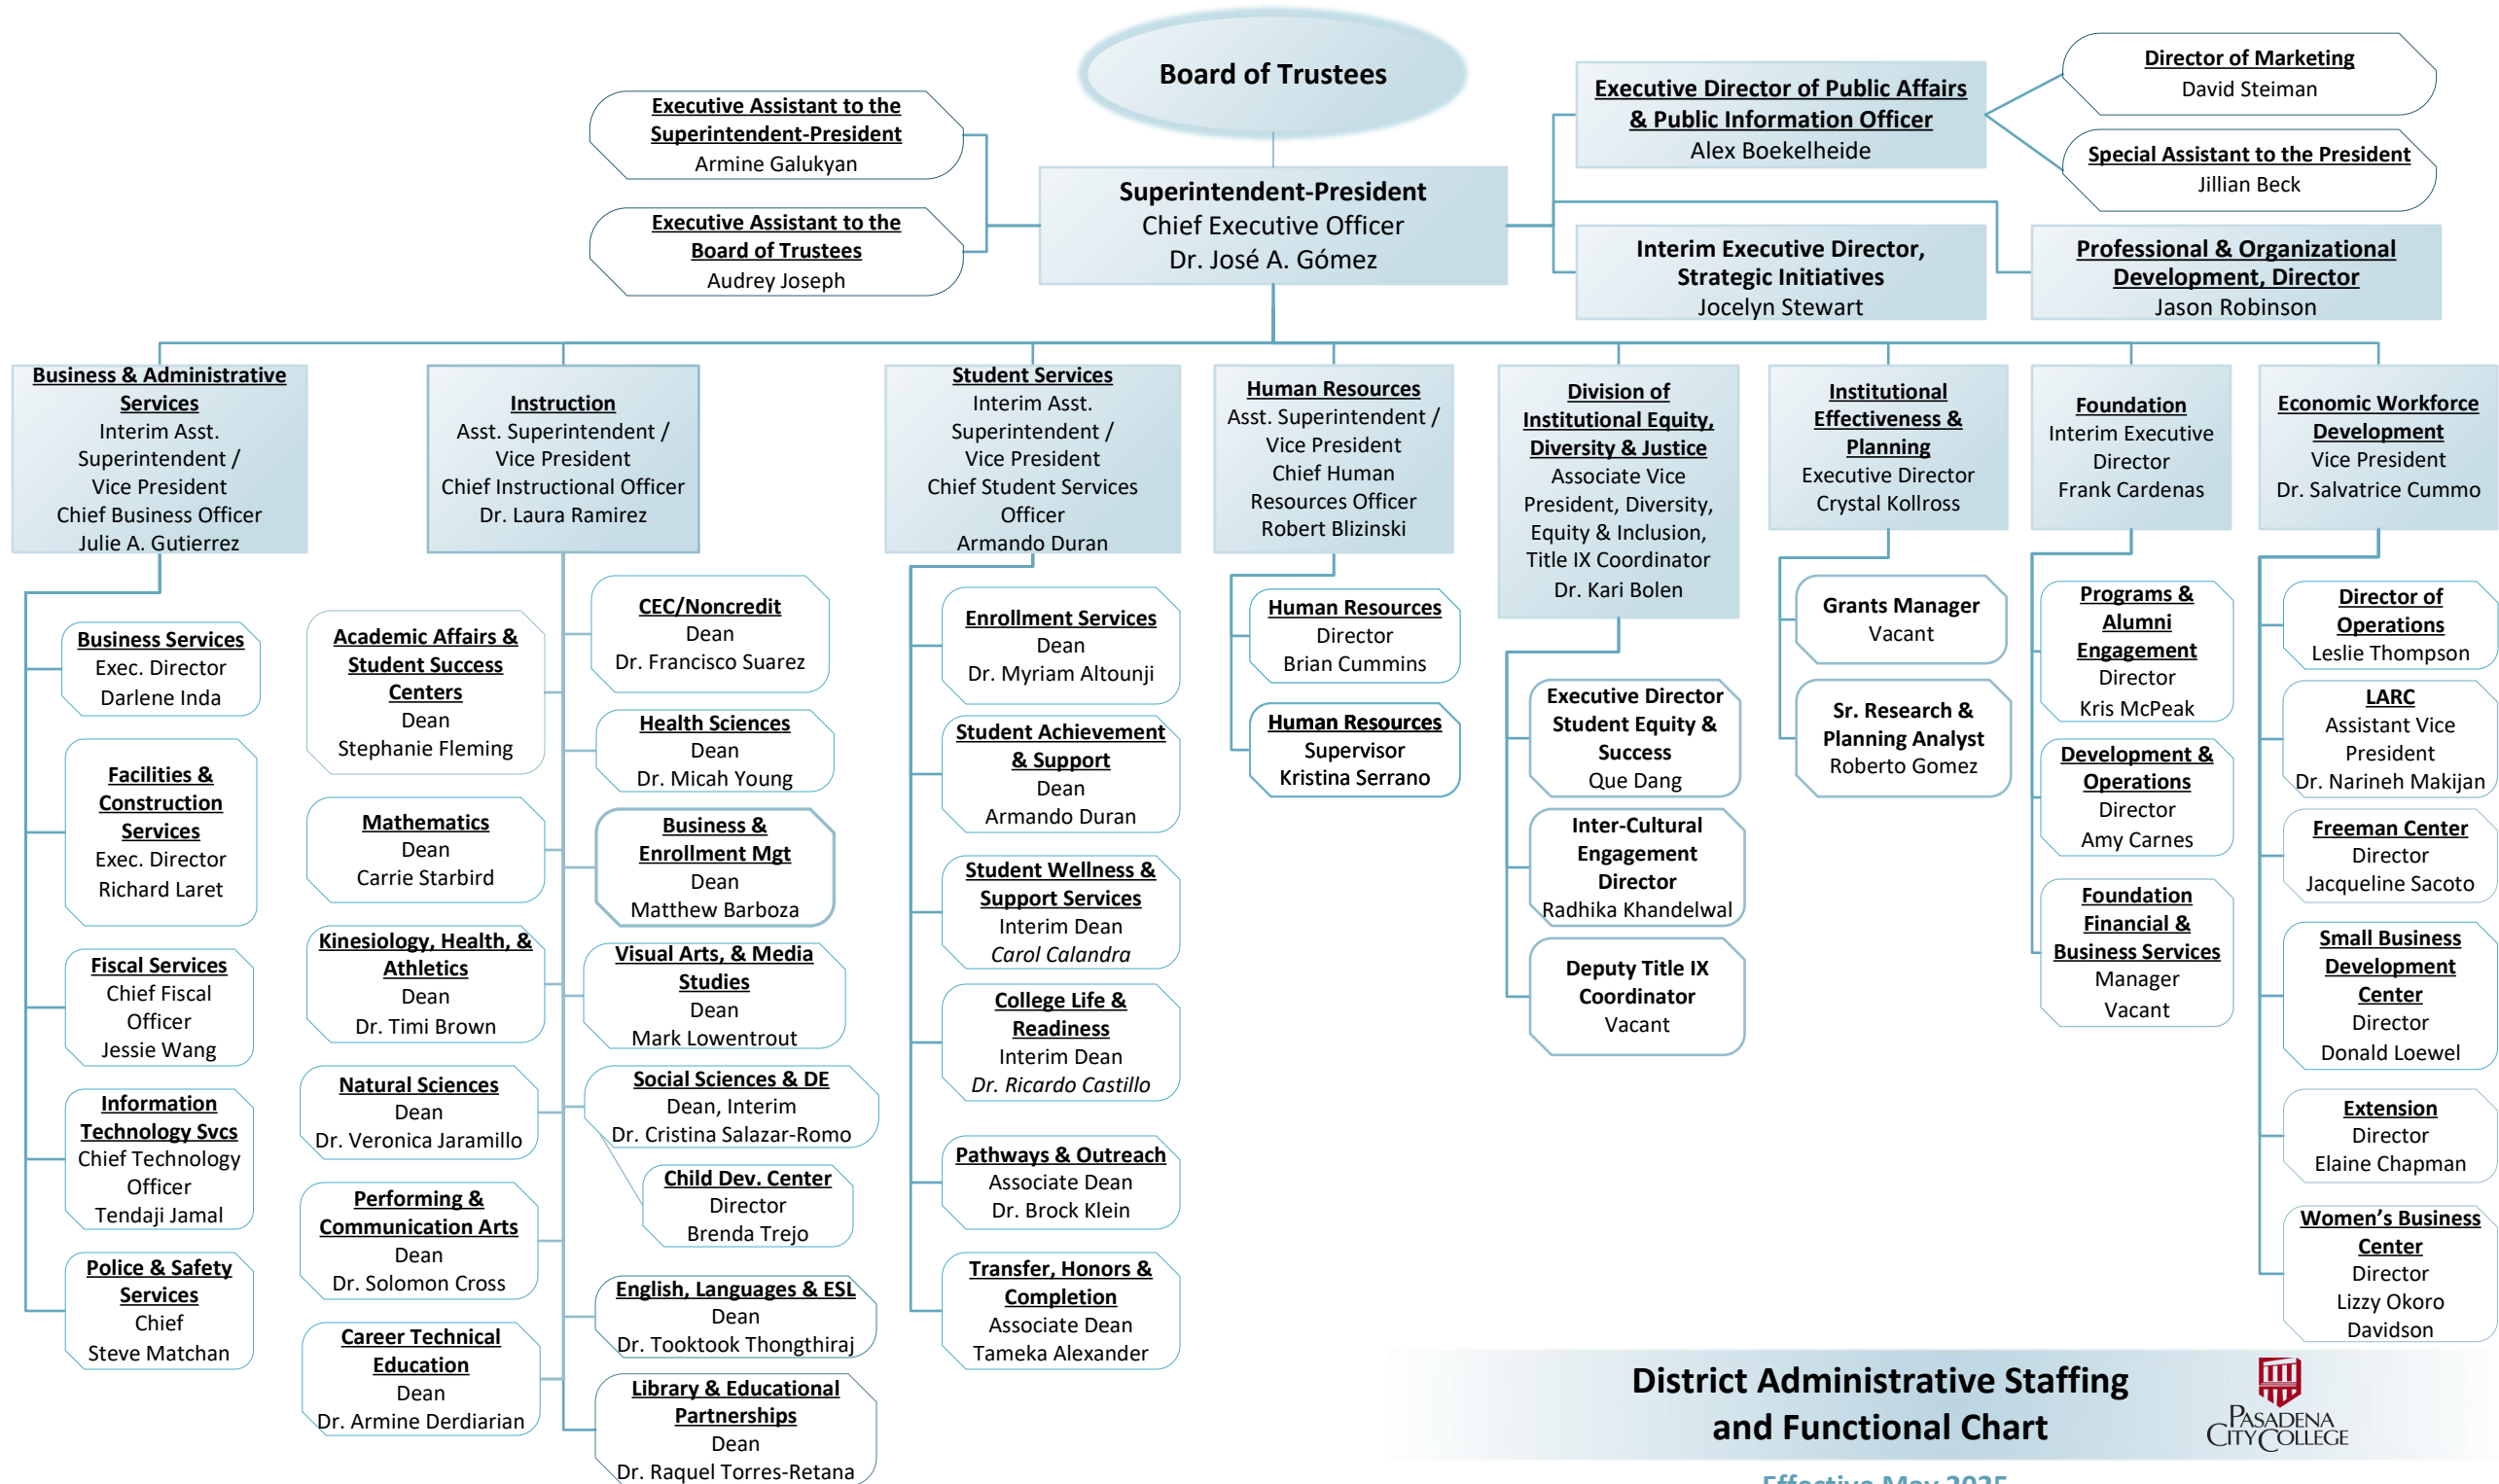 Board of Trustees
Executive Assistant to the
Superintendent-President
Armine Galukyan
Executive Assistant to the
Board of Trustees
Audrey Joseph
Superintendent-President
Chief Executive Officer
Dr. José A. Gómez
Executive Director of Public Affairs
& Public Information Officer
Alex Boekelheide
Director of Marketing
David Steiman
Special Assistant to the President
Jillian Beck
Interim Executive Director,
Strategic Initiatives
Jocelyn Stewart
Professional & Organizational
Development, Director
Jason Robinson
Business & Administrative
Services
Interim Asst.
Superintendent /
Vice President
Chief Business Officer
Julie A. Gutierrez
Business Services
Exec. Director
Darlene Inda
Facilities &
Construction
Services
Exec. Director
Richard Laret
Fiscal Services
Chief Fiscal
Officer
Jessie Wang
Information
Technology Svcs
Chief Technology
Officer
Tendaji Jamal
Police & Safety
Services
Chief
Steve Matchan
Instruction
Asst. Superintendent /
Vice President
Chief Instructional Officer
Dr. Laura Ramirez
Academic Affairs &
Student Success
Centers
Dean
Stephanie Fleming
Mathematics
Dean
Carrie Starbird
Kinesiology, Health, &
Athletics
Dean
Dr. Timi Brown
Natural Sciences
Dean
Dr. Veronica Jaramillo
Performing &
Communication Arts
Dean
Dr. Solomon Cross
Career Technical
Education
Dean
Dr. Armine Derdiarian
CEC/Noncredit
Dean
Dr. Francisco Suarez
Health Sciences
Dean
Dr. Micah Young
Business &
Enrollment Mgt
Dean
Matthew Barboza
Visual Arts, & Media
Studies
Dean
Mark Lowentrout
Social Sciences & DE
Dean, Interim
Dr. Cristina Salazar-Romo
Child Dev. Center
Director
Brenda Trejo
English, Languages & ESL
Dean
Dr. Tooktook Thongthiraj
Library & Educational
Partnerships
Dean
Dr. Raquel Torres-Retana
Student Services
Interim Asst.
Superintendent /
Vice President
Chief Student Services
Officer
Armando Duran
Enrollment Services
Dean
Dr. Myriam Altounji
Student Achievement
& Support
Dean
Armando Duran
Student Wellness &
Support Services
Interim Dean
Carol Calandra
College Life &
Readiness
Interim Dean
Dr. Ricardo Castillo
Pathways & Outreach
Associate Dean
Dr. Brock Klein
Transfer, Honors &
Completion
Associate Dean
Tameka Alexander
Human Resources
Asst. Superintendent /
Vice President
Chief Human
Resources Officer
Robert Blizinski
Human Resources
Director
Brian Cummins
Human Resources
Supervisor
Kristina Serrano
Division of
Institutional Equity,
Diversity & Justice
Associate Vice
President, Diversity,
Equity & Inclusion,
Title IX Coordinator
Dr. Kari Bolen
Executive Director
Student Equity &
Success
Que Dang
Inter-Cultural
Engagement
Director
Radhika Khandelwal
Deputy Title IX
Coordinator
Vacant
Institutional
Effectiveness &
Planning
Executive Director
Crystal Kollross
Grants Manager
Vacant
Sr. Research &
Planning Analyst
Roberto Gomez
Foundation
Interim Executive
Director
Frank Cardenas
Programs &
Alumni
Engagement
Director
Kris McPeak
Development &
Operations
Director
Amy Carnes
Foundation
Financial &
Business Services
Manager
Vacant
Economic Workforce
Development
Vice President
Dr. Salvatrice Cummo
Director of
Operations
Leslie Thompson
LARC
Assistant Vice
President
Dr. Narineh Makijan
Freeman Center
Director
Jacqueline Sacoto
Small Business
Development
Center
Director
Donald Loewel
Extension
Director
Elaine Chapman
Women's Business
Center
Director
Lizzy Okoro
Davidson
District Administrative Staffing
and Functional Chart
PASADENA
CITY COLLEGE
Effective May 2025